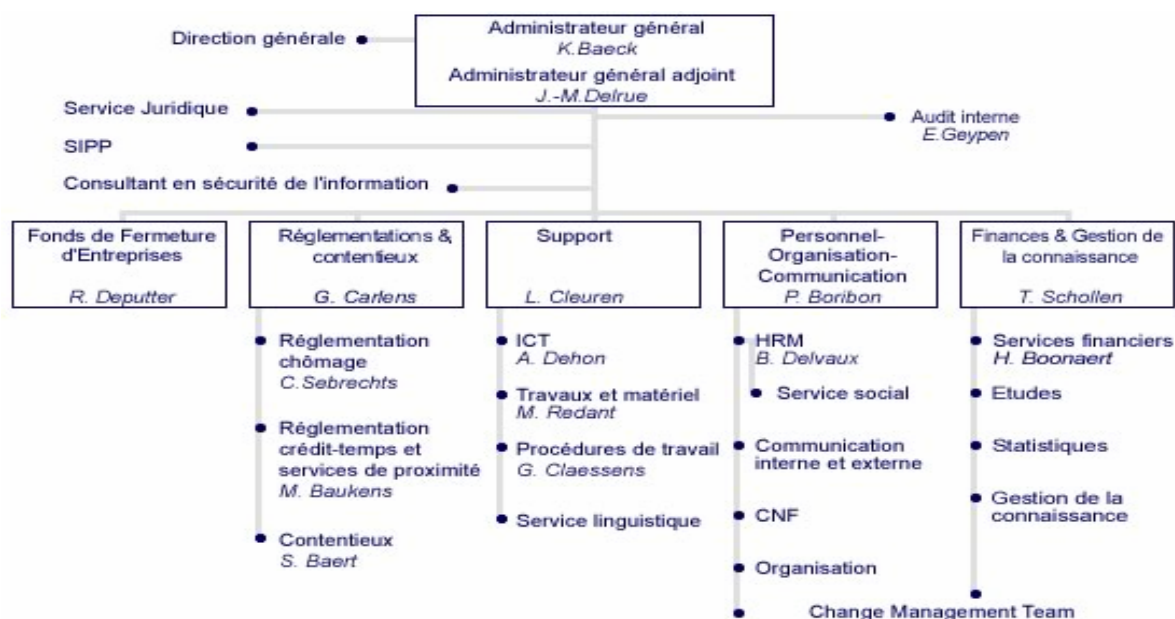 Direction générale
Administrateur général
K.Baeck
Administrateur général adjoint
J.-M.Delrue
Service Juridique
Audit interne
E.Geypen
SIPP
Consultant en sécurité de l'information
Fonds de Fermeture
d'Entreprises
R. Deputter
Réglementations &
contentieux
G. Carlens
Support
L. Cleuren
Personnel-
Organisation-
Communication
P. Boribon
Finances & Gestion de
la connaissance
T. Schollen
Réglementation
chômage
C.Sebrechts
Réglementation
crédit-temps et
services de proximité
M. Baukens
Contentieux
S. Baert
ICT
A. Dehon
Travaux et matériel
M. Redant
Procédures de travail
G. Claessens
Service linguistique
HRM
B. Delvaux
Service social
Communication
interne et externe
CNF
Organisation
Change Management Team
Services financiers
H. Boonaert
Etudes
Statistiques
Gestion de la
connaissance